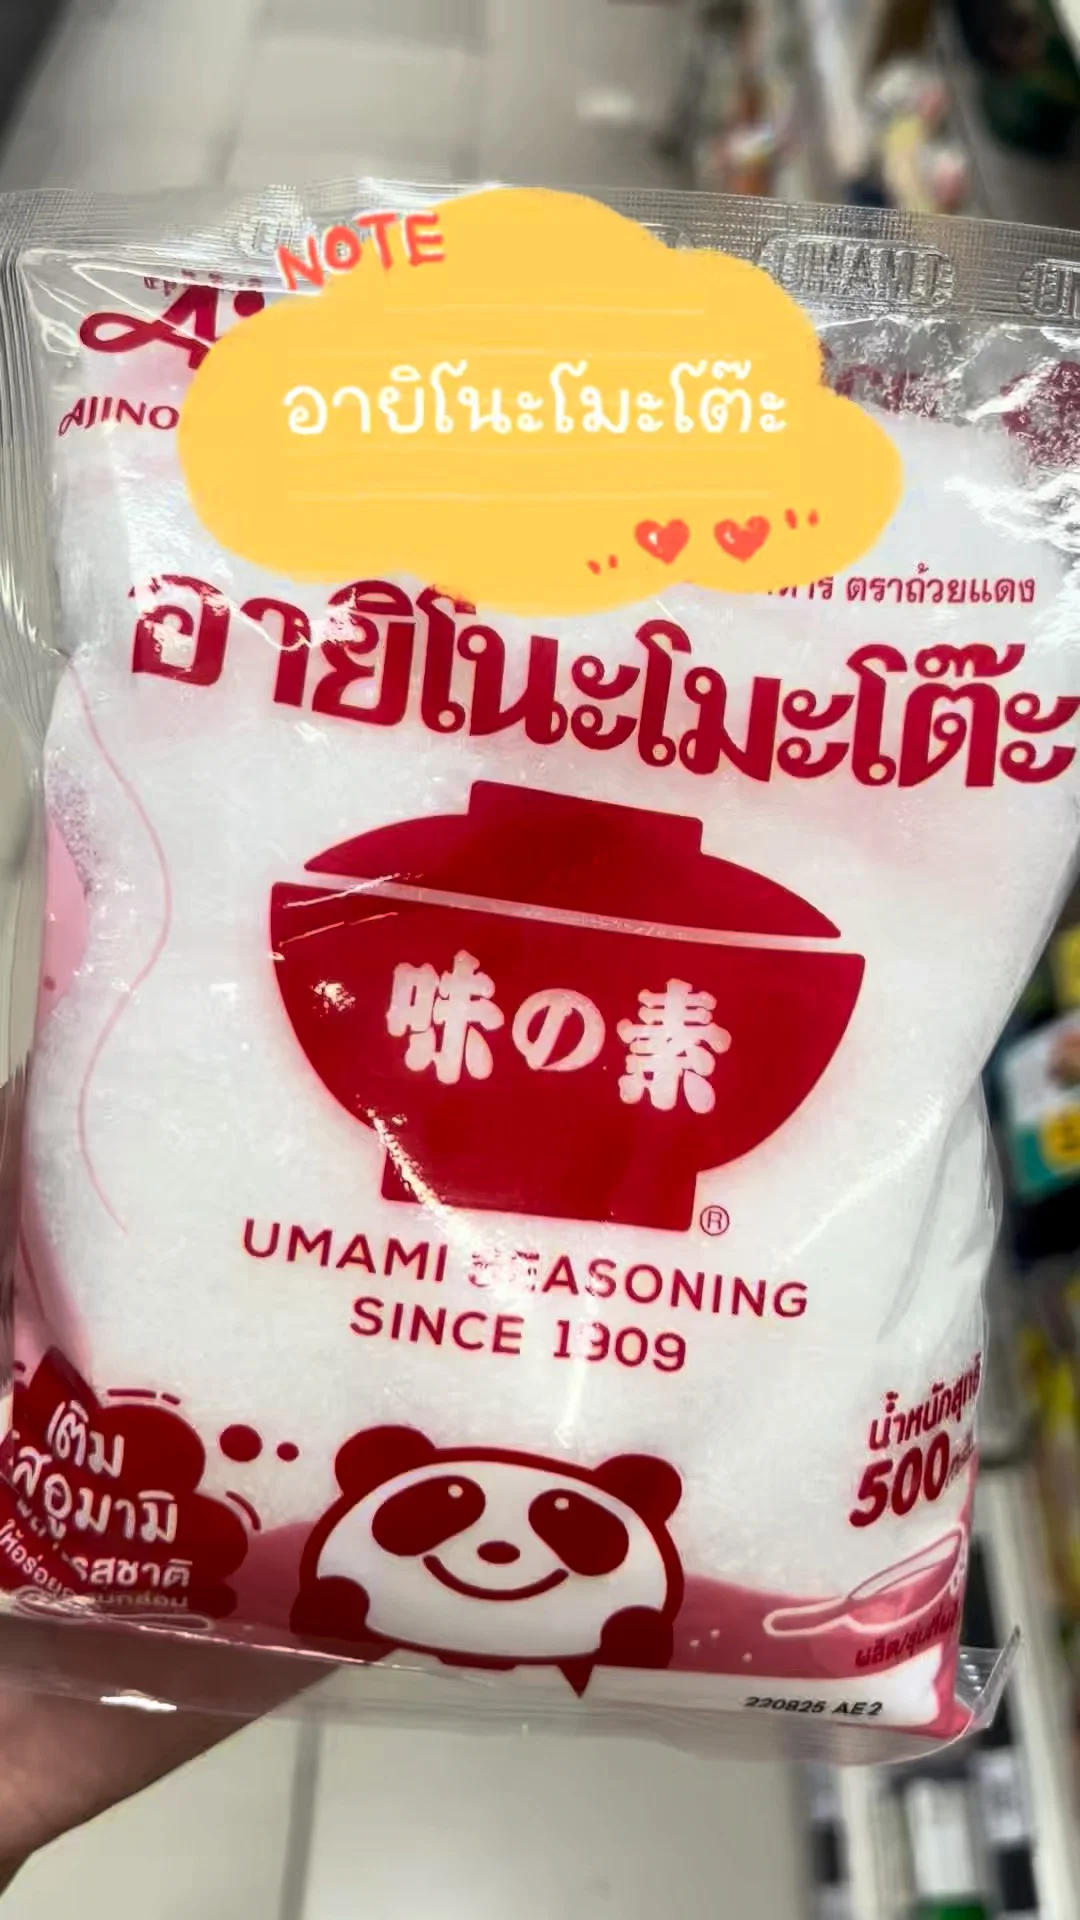 NOTE
อายิโนะโมะโต๊ะ
AJINO
ตราถ้วยแดง
อายิโนะโมะโต๊ะ
味の素
®
UMAMI SEASONING
SINCE 1909
น้ำหนักสุทธิ
500
เติม
รสอูมามิ
รสชาติ
220825 AE2